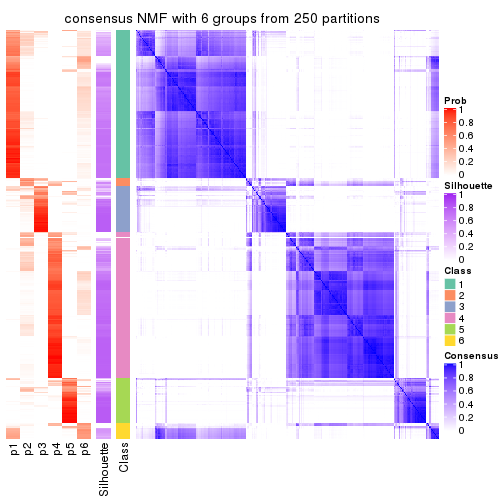 consensus NMF with 6 groups from 250 partitions
p1
p2
p3
p4
p5
p6
Silhouette
Class
Prob
1
0.8
0.6
0.4
0.2
0
Silhouette
1
0.8
0.6
0.4
0.2
0
Class
1
2
3
4
5
6
Consensus
1
0.8
0.6
0.4
0.2
0